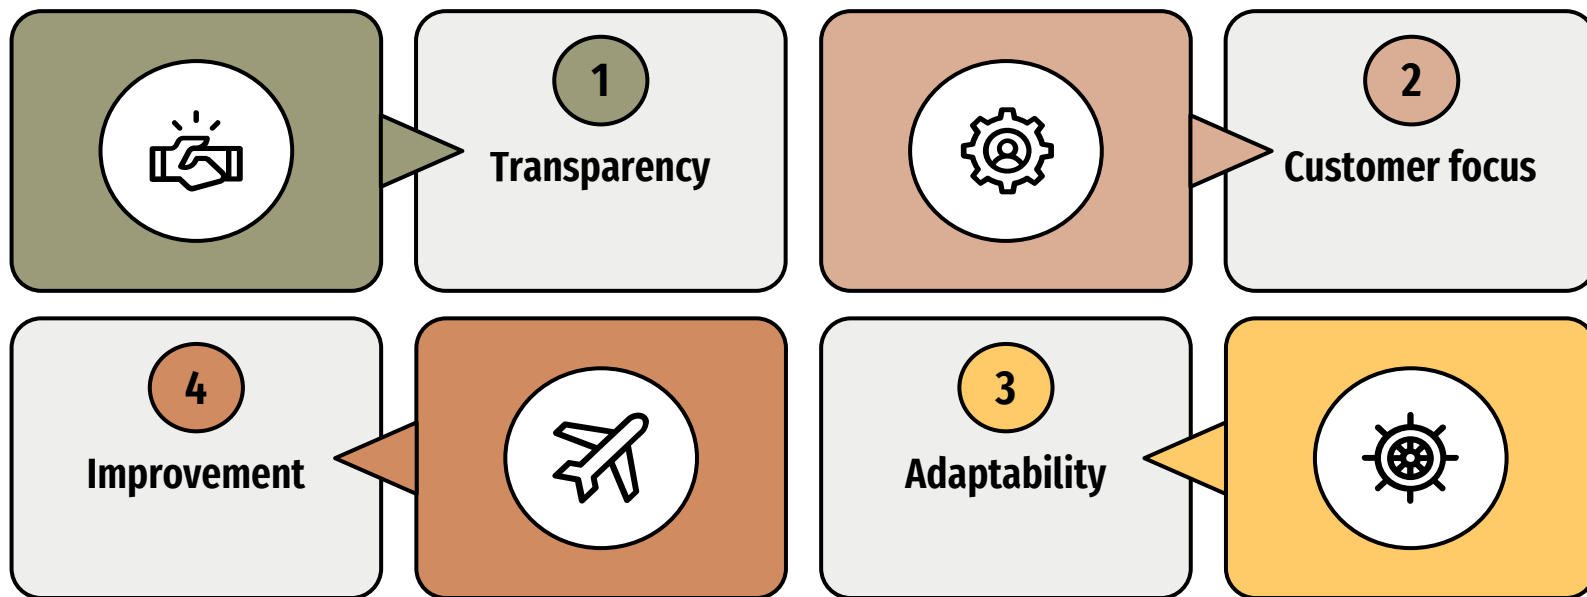 1
Transparency
2
Customer focus
4
Improvement
3
Adaptability